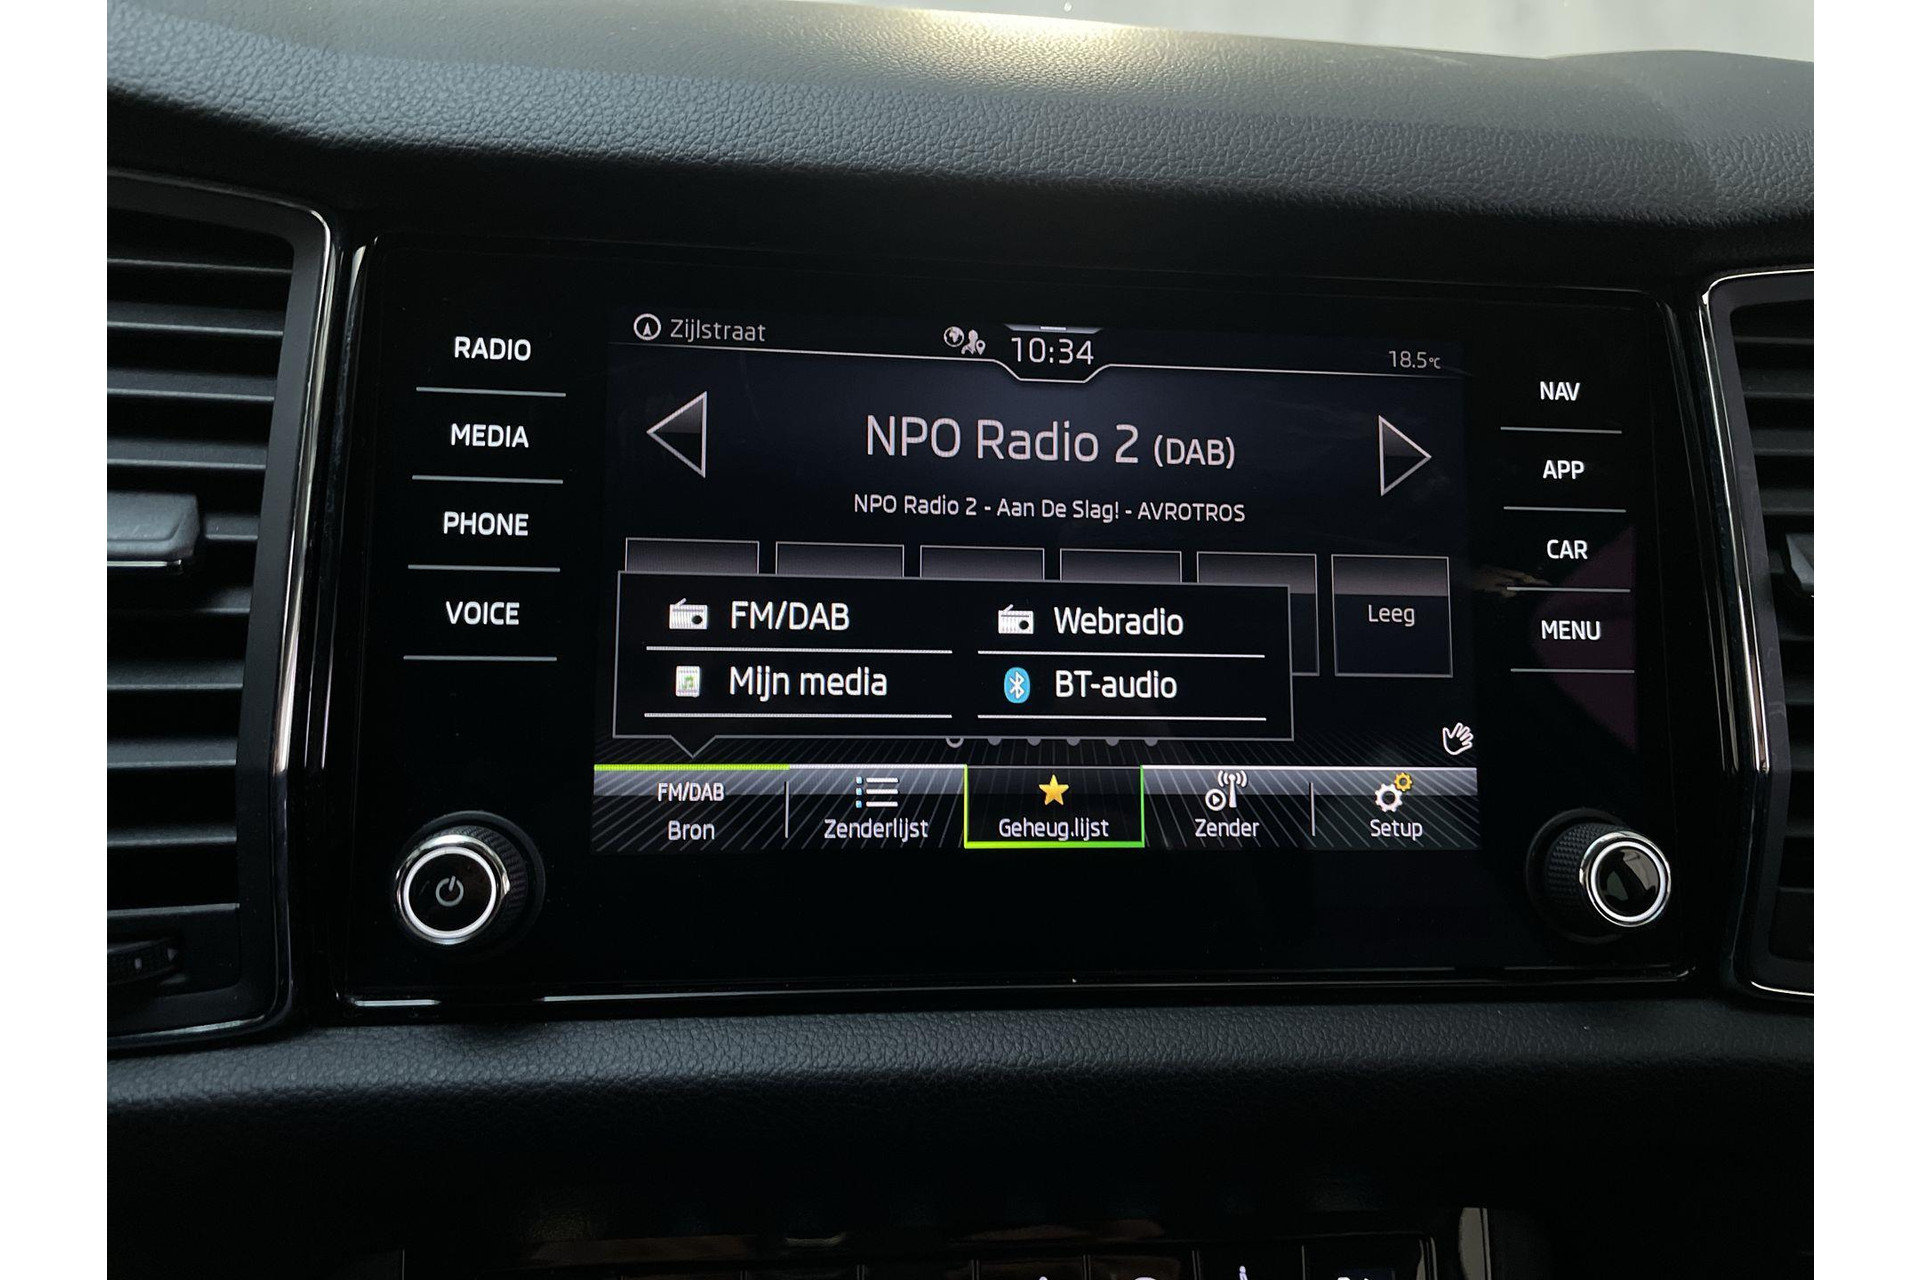 Zijlstraat
10:34
18.5°C
RADIO
MEDIA
PHONE
VOICE
NAV
APP
CAR
MENU
NPO Radio 2 (DAB)
NPO Radio 2 - Aan De Slag! - AVROTROS
Leeg
FM/DAB
Webradio
Mijn media
BT-audio
FM/DAB
Bron
Zenderlijst
Geheug.lijst
Zender
Setup